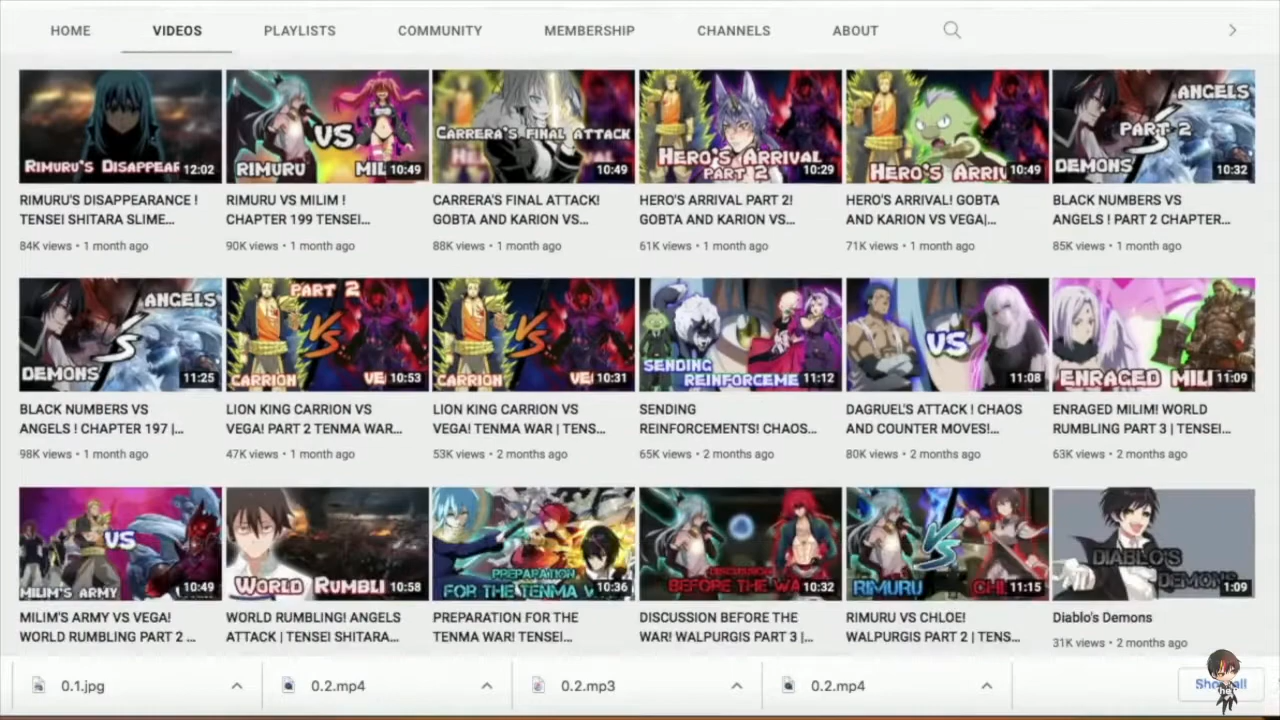 HOME VIDEOS PLAYLISTS COMMUNITY MEMBERSHIP CHANNELS ABOUT
RIMURU'S DISAPPEAR 12:02
RIMURU VS MIL 10:49
CARRERA'S FINAL ATTACK
10:49
HERO'S ARRIVAL
PART 2 10:29
HERO'S ARRIV 10:49
ANGELS
PART 2
DEMONS 10:32
RIMURU'S DISAPPEARANCE !
TENSEI SHITARA SLIME...
84K views • 1 month ago
RIMURU VS MILIM !
CHAPTER 199 TENSEI...
90K views • 1 month ago
CARRERA'S FINAL ATTACK!
GOBTA AND KARION VS...
88K views • 1 month ago
HERO'S ARRIVAL PART 2!
GOBTA AND KARION VS...
61K views • 1 month ago
HERO'S ARRIVAL! GOBTA
AND KARION VS VEGA|...
71K views • 1 month ago
BLACK NUMBERS VS
ANGELS ! PART 2 CHAPTER...
85K views • 1 month ago
ANGELS
VS
DEMONS 11:25
PART 2
VS
CARRION VE 10:53
VS
CARRION VE 10:31
SENDING
REINFORCEME 11:12
VS
11:08
ENRAGED MILI 11:09
BLACK NUMBERS VS
ANGELS ! CHAPTER 197 |...
98K views • 1 month ago
LION KING CARRION VS
VEGA! PART 2 TENMA WAR...
47K views • 1 month ago
LION KING CARRION VS
VEGA! TENMA WAR | TENS...
53K views • 2 months ago
SENDING
REINFORCEMENTS! CHAOS...
65K views • 2 months ago
DAGRUEL'S ATTACK ! CHAOS
AND COUNTER MOVES!...
80K views • 2 months ago
ENRAGED MILIM! WORLD
RUMBLING PART 3 | TENSEI...
63K views • 2 months ago
VS
MILIM'S ARMY 10:49
WORLD RUMBLI 10:58
PREPARATION
FOR THE TENMA W 10:36
DISCUSSION
BEFORE THE WA 10:32
VS
RIMURU CHL 11:15
DIABLO'S
DEMONS 1:09
MILIM'S ARMY VS VEGA!
WORLD RUMBLING PART 2 ...
WORLD RUMBLING! ANGELS
ATTACK | TENSEI SHITARA...
PREPARATION FOR THE
TENMA WAR! TENSEI...
DISCUSSION BEFORE THE
WAR! WALPURGIS PART 3 |...
RIMURU VS CHLOE!
WALPURGIS PART 2 | TENS...
Diablo's Demons
31K views • 2 months ago
0.1.jpg 0.2.mp4 0.2.mp3 0.2.mp4